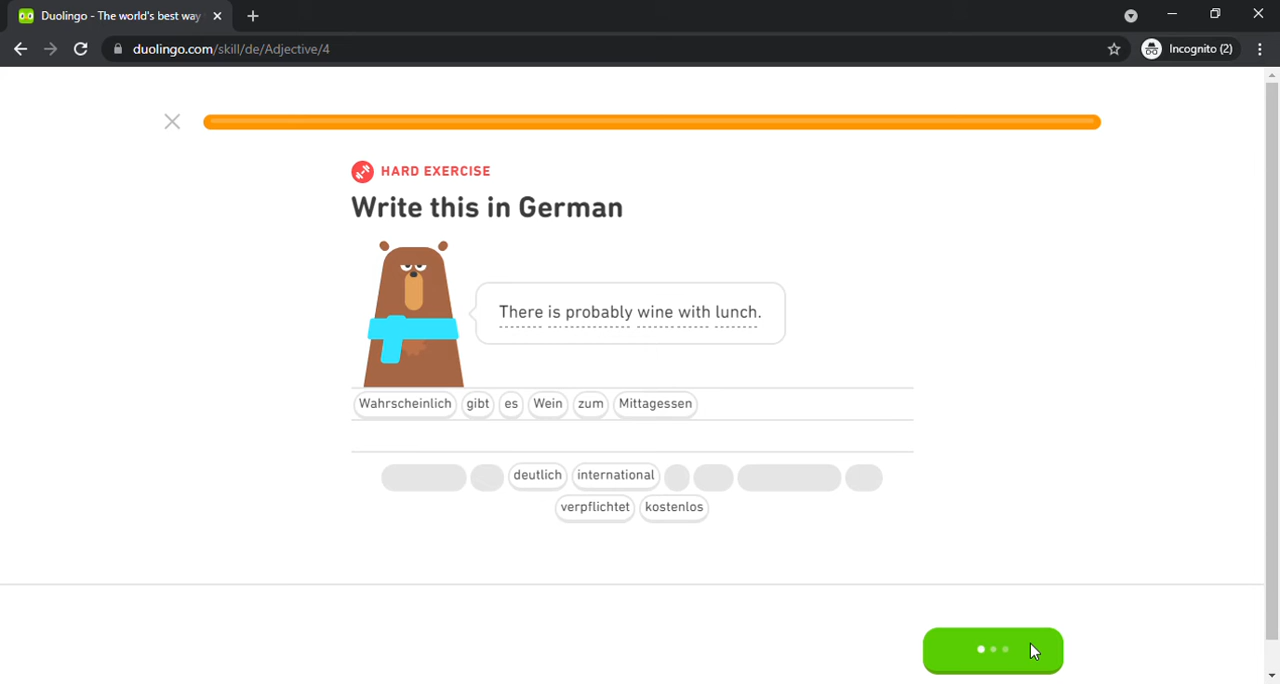 Duolingo - The world's best way
duolingo.com/skill/de/Adjective/4
Incognito (2)
HARD EXERCISE
Write this in German
There is probably wine with lunch.
Wahrscheinlich gibt es Wein zum Mittagessen
deutlich international
verpflichtet kostenlos